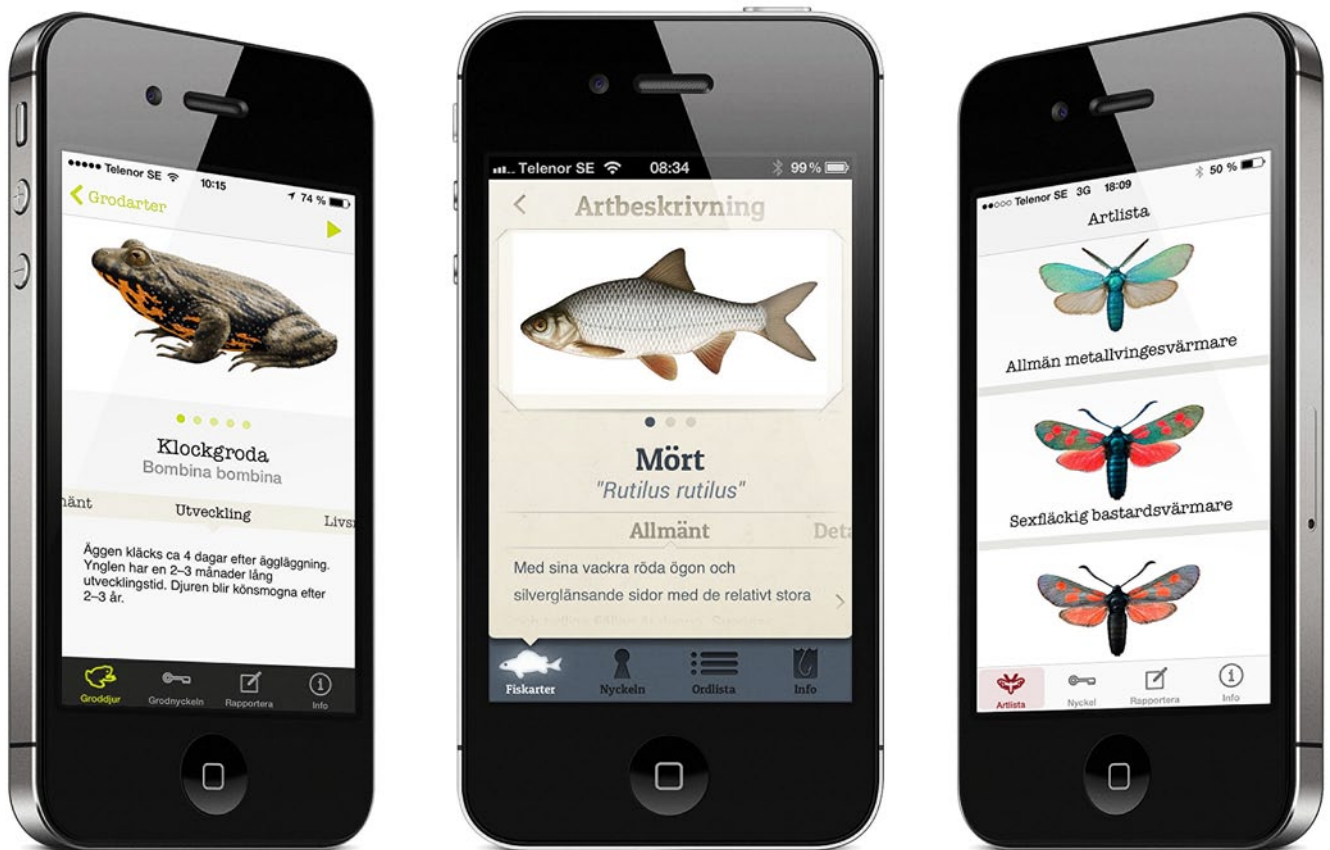 Telenor SE
10:15
74 %
Grodarter
Klockgroda
Bombina bombina
Utveckling
Äggen kläcks ca 4 dagar efter äggläggning.
Ynglen har en 2–3 månader lång
utvecklingstid. Djuren blir könsmogna efter
2–3 år.
Groddjur
Grodnyckeln
Rapportera
Info
Telenor SE
08:34
99 %
Artbeskrivning
Mört
"Rutilus rutilus"
Allmänt
Med sina vackra röda ögon och
silverglänsande sidor med de relativt stora
Fiskarter
Nyckeln
Ordlista
Info
Telenor SE 3G
18:09
50 %
Artlista
Allmän metallvingesvärmare
Sexfläckig bastardsvärmare
Artlista
Nyckel
Rapportera
Info